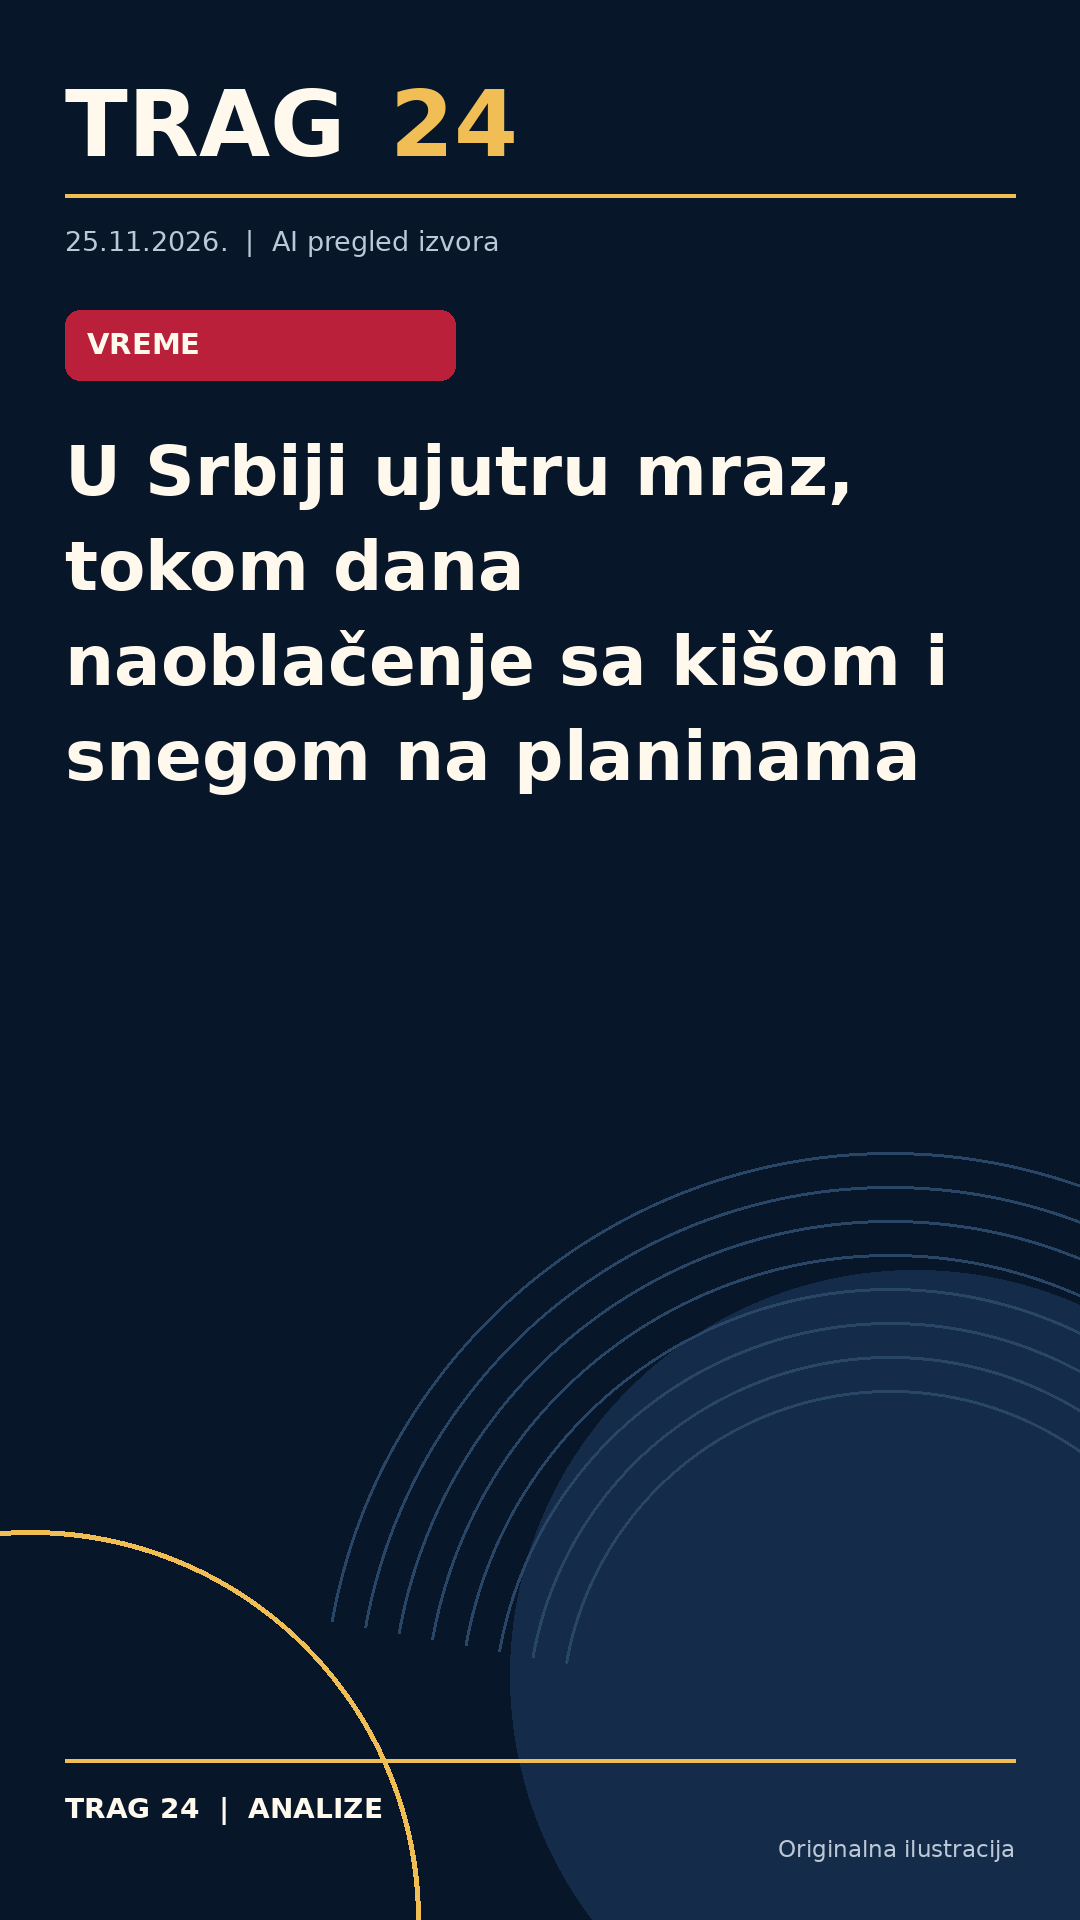 TRAG 24
25.11.2026. | AI pregled izvora
VREME
U Srbiji ujutru mraz,
tokom dana
naoblačenje sa kišom i
snegom na planinama
TRAG 24 | ANALIZE
Originalna ilustracija